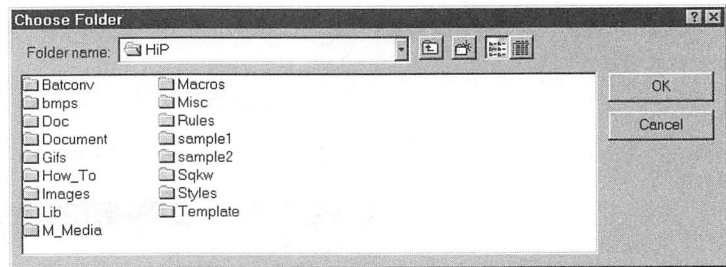 Choose Folder
Folder name: HiP
Batconv
bmps
Doc
Document
Gifs
How_To
Images
Lib
M_Media
Macros
Misc
Rules
sample1
sample2
Sqkw
Styles
Template
OK
Cancel